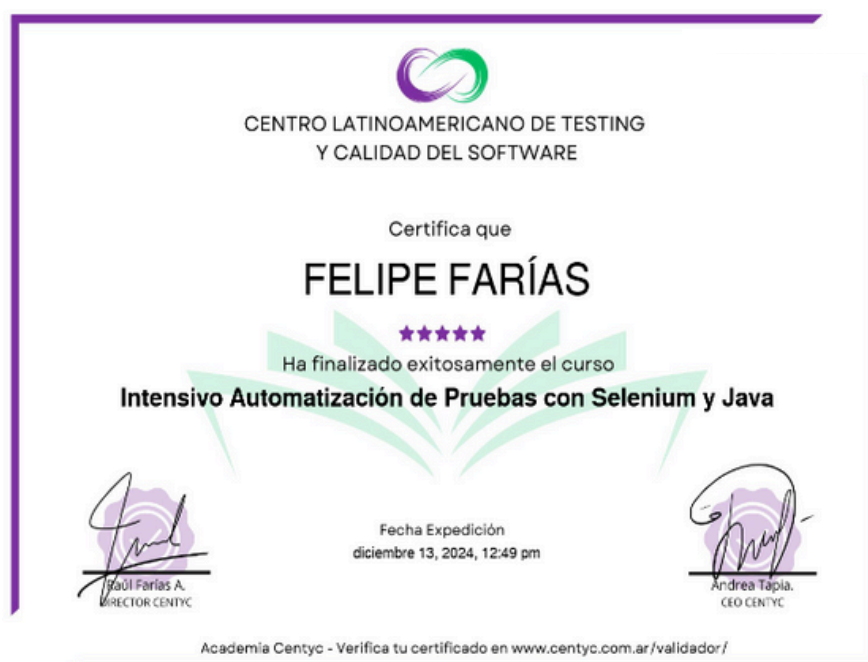 CENTRO LATINOAMERICANO DE TESTING
Y CALIDAD DEL SOFTWARE
Certifica que
FELIPE FARÍAS
Ha finalizado exitosamente el curso
Intensivo Automatización de Pruebas con Selenium y Java
Fecha Expedición
diciembre 13, 2024, 12:49 pm
Raúl Farías A.
DIRECTOR CENTYC
Andrea Tapia.
CEO CENTYC
Academia Centyc - Verifica tu certificado en www.centyc.com.ar/validador/